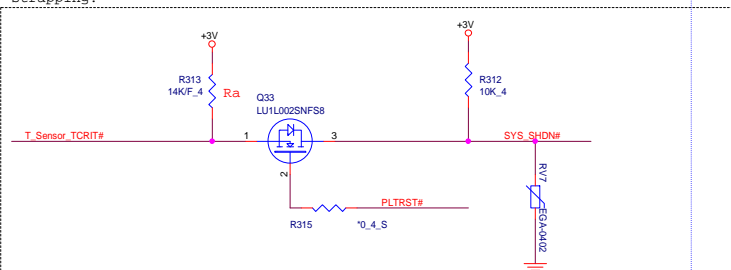 strapping.
+3V
+3V
R313
14K/F_4
Ra
Q33
LU1L002SNFS8
R312
10K_4
T_Sensor_TCRIT#
1
3
SYS_SHDN#
2
RV7
EGA-0402
PLTRST#
R315
*0_4_S